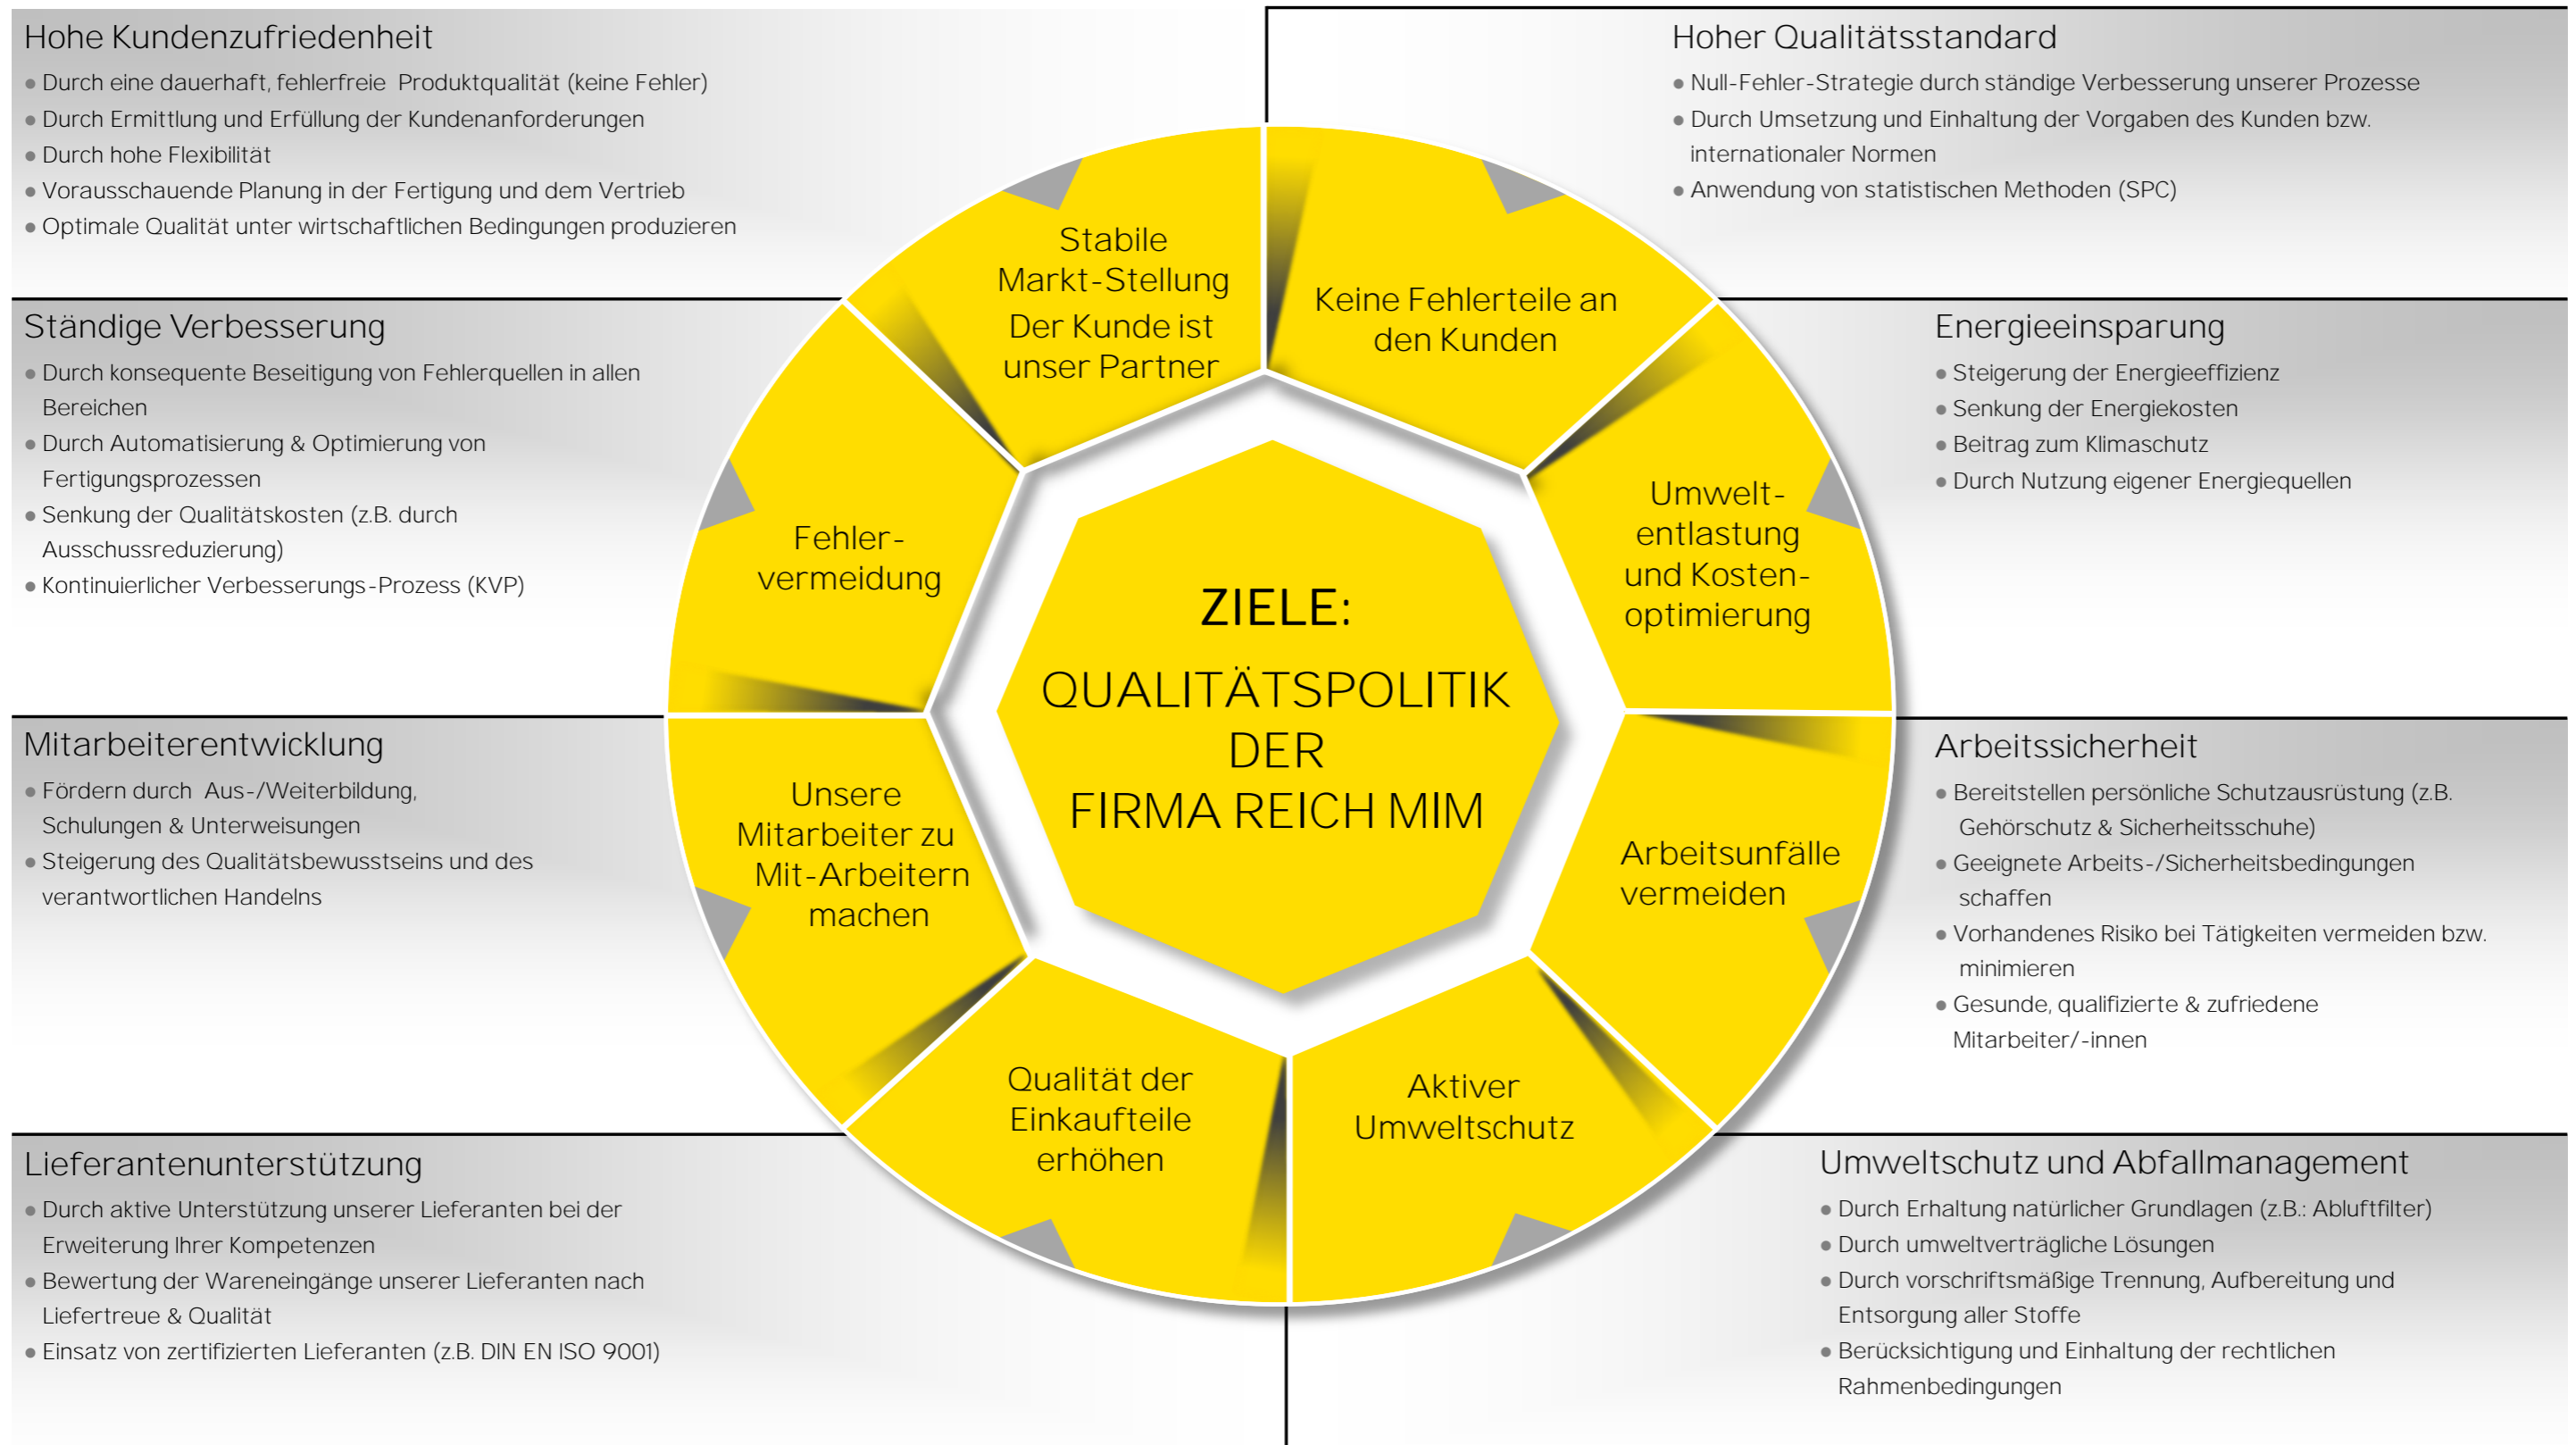 Hohe Kundenzufriedenheit
● Durch eine dauerhaft, fehlerfreie Produktqualität (keine Fehler)
● Durch Ermittlung und Erfüllung der Kundenanforderungen
● Durch hohe Flexibilität
● Vorausschauende Planung in der Fertigung und dem Vertrieb
● Optimale Qualität unter wirtschaftlichen Bedingungen produzieren
Hoher Qualitätsstandard
● Null-Fehler-Strategie durch ständige Verbesserung unserer Prozesse
● Durch Umsetzung und Einhaltung der Vorgaben des Kunden bzw.
internationaler Normen
● Anwendung von statistischen Methoden (SPC)
Ständige Verbesserung
● Durch konsequente Beseitigung von Fehlerquellen in allen
Bereichen
● Durch Automatisierung & Optimierung von
Fertigungsprozessen
● Senkung der Qualitätskosten (z.B. durch
Ausschussreduzierung)
● Kontinuierlicher Verbesserungs-Prozess (KVP)
Energieeinsparung
● Steigerung der Energieeffizienz
● Senkung der Energiekosten
● Beitrag zum Klimaschutz
● Durch Nutzung eigener Energiequellen
Mitarbeiterentwicklung
● Fördern durch Aus-/Weiterbildung,
Schulungen & Unterweisungen
● Steigerung des Qualitätsbewusstseins und des
verantwortlichen Handelns
Arbeitssicherheit
● Bereitstellen persönliche Schutzausrüstung (z.B.
Gehörschutz & Sicherheitsschuhe)
● Geeignete Arbeits-/Sicherheitsbedingungen
schaffen
● Vorhandenes Risiko bei Tätigkeiten vermeiden bzw.
minimieren
● Gesunde, qualifizierte & zufriedene
Mitarbeiter/-innen
Lieferantenunterstützung
● Durch aktive Unterstützung unserer Lieferanten bei der
Erweiterung Ihrer Kompetenzen
● Bewertung der Wareneingänge unserer Lieferanten nach
Liefertreue & Qualität
● Einsatz von zertifizierten Lieferanten (z.B. DIN EN ISO 9001)
Umweltschutz und Abfallmanagement
● Durch Erhaltung natürlicher Grundlagen (z.B.: Abluftfilter)
● Durch umweltverträgliche Lösungen
● Durch vorschriftsmäßige Trennung, Aufbereitung und
Entsorgung aller Stoffe
● Berücksichtigung und Einhaltung der rechtlichen
Rahmenbedingungen
Stabile
Markt-Stellung
Der Kunde ist
unser Partner
Keine Fehlerteile an
den Kunden
Umwelt-
entlastung
und Kosten-
optimierung
Arbeitsunfälle
vermeiden
Aktiver
Umweltschutz
Qualität der
Einkaufteile
erhöhen
Unsere
Mitarbeiter zu
Mit-Arbeitern
machen
Fehler-
vermeidung
ZIELE:
QUALITÄTSPOLITIK
DER
FIRMA REICH MIM